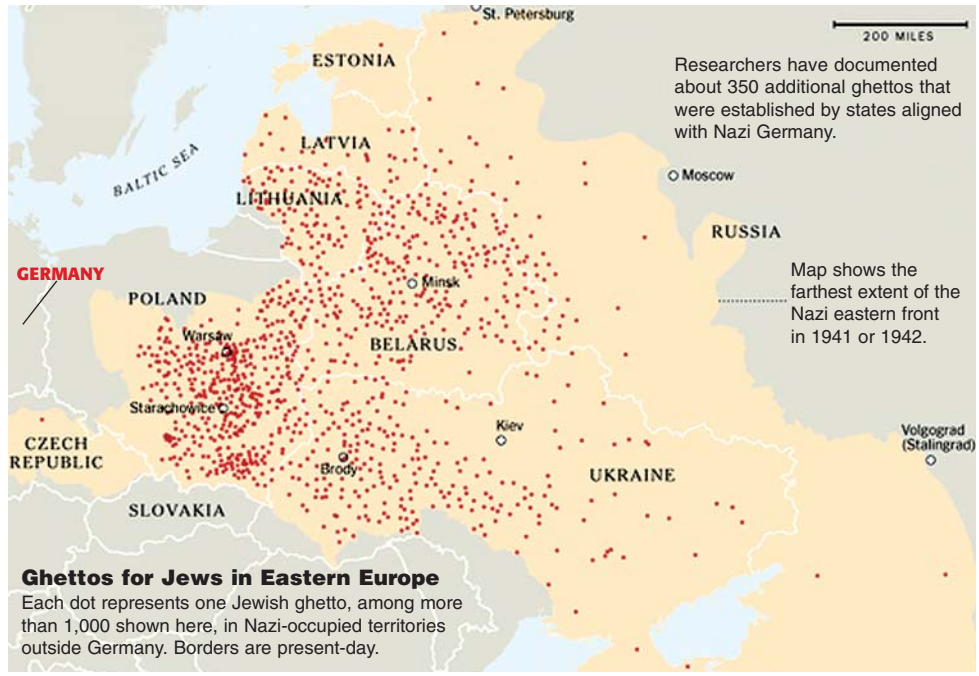 St. Petersburg
200 MILES
ESTONIA
Researchers have documented
about 350 additional ghettos that
were established by states aligned
with Nazi Germany.
LATVIA
BALTIC SEA
Moscow
LITHUANIA
RUSSIA
GERMANY
Minsk
Map shows the
farthest extent of the
Nazi eastern front
in 1941 or 1942.
POLAND
Warsaw
BELARUS
Starachowice
Kiev
Volgograd
(Stalingrad)
CZECH
REPUBLIC
Brody
UKRAINE
SLOVAKIA
Ghettos for Jews in Eastern Europe
Each dot represents one Jewish ghetto, among more
than 1,000 shown here, in Nazi-occupied territories
outside Germany. Borders are present-day.